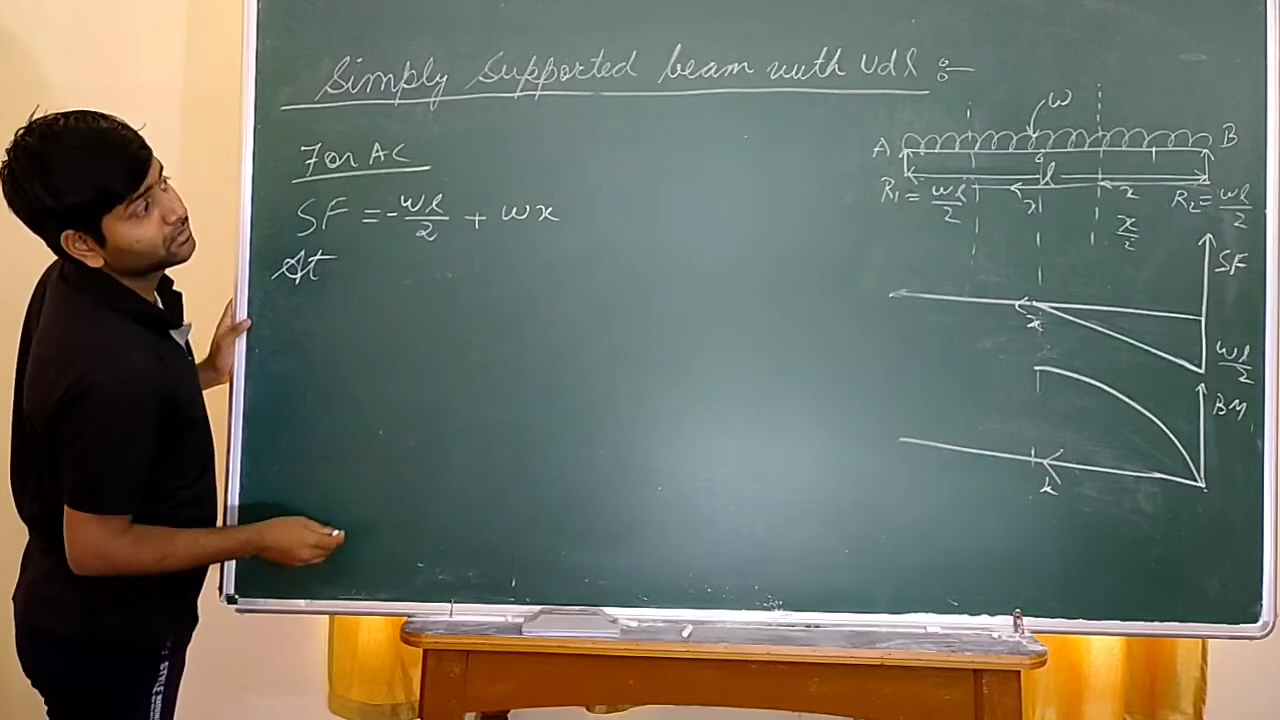 Simply Supported beam with Udl :-
For AC
SF = -wl/2 + wx
At
w
A B
l
R₁ = wl/2 x x R₂ = wl/2
x/2
SF
x
wl/2
BM
x
STYLE